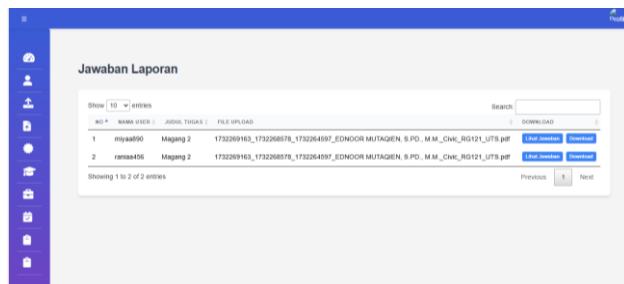 Profil
Jawaban Laporan
Show 10 entries
Search:
NO NAMA USER JUDUL TUGAS FILE UPLOAD DOWNLOAD
1 miyaa890 Magang 2 1732269163_1732268578_1732264597_EDNOOR MUTAQIEN, S.PD., M.M._Civic_RG121_UTS.pdf Lihat Jawaban Download
2 ramaa456 Magang 2 1732269163_1732268578_1732264597_EDNOOR MUTAQIEN, S.PD., M.M._Civic_RG121_UTS.pdf Lihat Jawaban Download
Showing 1 to 2 of 2 entries
Previous 1 Next